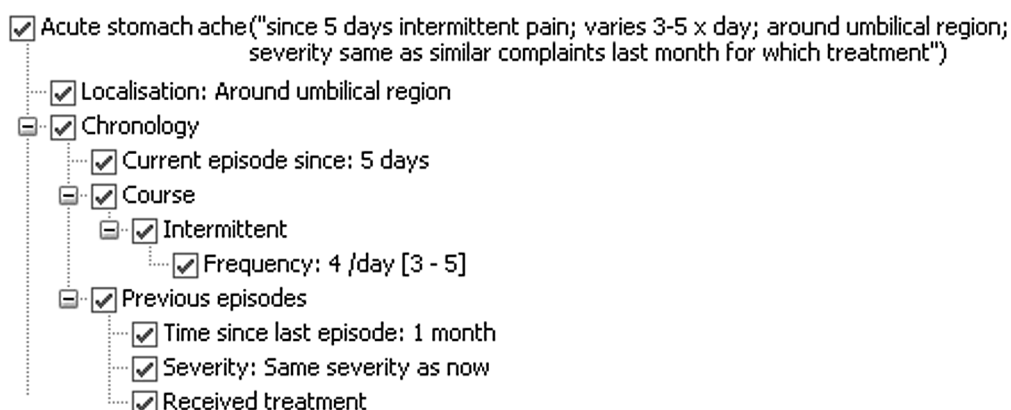 Acute stomach ache("since 5 days intermittent pain; varies 3-5 x day; around umbilical region;
severity same as similar complaints last month for which treatment")
Localisation: Around umbilical region
Chronology
Current episode since: 5 days
Course
Intermittent
Frequency: 4 /day [3 - 5]
Previous episodes
Time since last episode: 1 month
Severity: Same severity as now
Received treatment